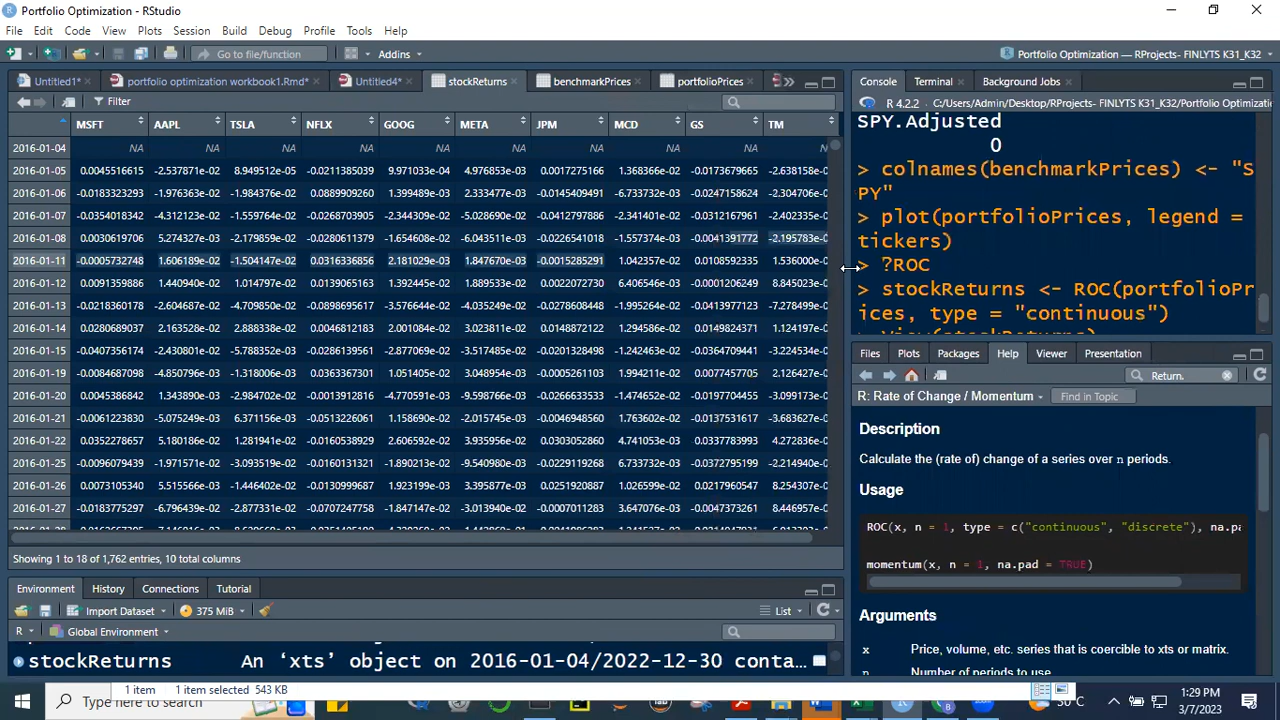 Portfolio Optimization - RStudio
File Edit Code View Plots Session Build Debug Profile Tools Help
Go to file/function Addins Portfolio Optimization — RProjects- FINLYTS K31_K32
Untitled1* portfolio optimization workbook1.Rmd* Untitled4* stockReturns benchmarkPrices portfolioPrices
Filter
MSFT AAPL TSLA NFLX GOOG META JPM MCD GS TM
2016-01-04 NA NA NA NA NA NA NA NA NA NA
2016-01-05 0.0045516615 -2.537871e-02 8.949512e-05 -0.0211385039 9.971033e-04 4.976853e-03 0.0017275166 1.368366e-02 -0.0173679665 -2.638158e-0
2016-01-06 -0.0183323293 -1.976363e-02 -1.984376e-02 0.0889909260 1.399489e-03 2.333477e-03 -0.0145409491 -6.733732e-03 -0.0247158624 -2.304706e-0
2016-01-07 -0.0354018342 -4.312123e-02 -1.559764e-02 -0.0268703905 -2.344309e-02 -5.028690e-02 -0.0412797886 -2.341401e-02 -0.0312167961 -2.402335e-0
2016-01-08 0.0030619706 5.274327e-03 -2.179859e-02 -0.0280611379 -1.654608e-02 -6.043511e-03 -0.0226541018 -1.557374e-03 -0.0041391772 -2.195783e-0
2016-01-11 -0.0005732748 1.606189e-02 -1.504147e-02 0.0316336856 2.181029e-03 1.847670e-03 -0.0015285291 1.042357e-02 0.0108592335 1.536000e-0
2016-01-12 0.0091359886 1.440940e-02 1.014797e-02 0.0139065163 1.392445e-02 1.889533e-02 0.0022072730 6.406546e-03 -0.0001206249 8.845023e-0
2016-01-13 -0.0218360178 -2.604687e-02 -4.709850e-02 -0.0898695617 -3.576644e-02 -4.035249e-02 -0.0278608448 -1.995264e-02 -0.0413977123 -7.278499e-0
2016-01-14 0.0280689037 2.163528e-02 2.853038e-02 0.0046812183 2.001084e-02 3.023811e-02 0.0148872122 1.294586e-02 0.0149824371 1.124197e-0
2016-01-15 -0.0407356174 -2.430801e-02 -5.788352e-03 -0.0286139561 -2.877069e-02 -3.517485e-02 -0.0201328498 -1.242463e-02 -0.0364709441 -3.224534e-0
2016-01-19 -0.0084687098 -4.850796e-03 -1.318006e-03 0.0363367301 1.051405e-02 3.048954e-03 -0.0005261103 1.994211e-02 0.0077457705 2.126427e-0
2016-01-20 0.0045386842 1.343890e-03 -2.984702e-02 -0.0013912816 -4.770591e-03 -9.598766e-03 -0.0266633533 -1.474652e-02 -0.0197704455 -3.099173e-0
2016-01-21 -0.0061223830 -5.075249e-03 6.371156e-03 -0.0513226061 1.158690e-02 -2.015745e-03 -0.0046948560 1.763602e-02 -0.0137531617 -3.683627e-0
2016-01-22 0.0352278657 5.180186e-02 1.281941e-02 -0.0160538929 2.606592e-02 3.935956e-02 0.0303052860 4.741053e-03 0.0337783993 4.272836e-0
2016-01-25 -0.0096079439 -1.971571e-02 -3.093519e-02 -0.0160131321 -1.890213e-02 -9.540980e-03 -0.0229119268 6.733732e-03 -0.0372795199 -2.214940e-0
2016-01-26 0.0073105340 5.515566e-03 -1.446402e-02 -0.0130999687 1.923199e-03 3.395877e-03 0.0251920887 1.026599e-02 0.0217960547 8.254307e-0
2016-01-27 -0.0183775297 -6.796439e-02 -2.877331e-02 -0.0707247758 -1.847147e-02 -3.013940e-02 -0.0007011283 3.647076e-03 -0.0047373261 8.446957e-0
Showing 1 to 18 of 1,762 entries, 10 total columns
Environment History Connections Tutorial
Import Dataset 375 MiB List
R Global Environment
stockReturns An ‘xts’ object on 2016-01-04/2022-12-30 conta...
Console Terminal Background Jobs
R 4.2.2 . C:/Users/Admin/Desktop/RProjects- FINLYTS K31_K32/Portfolio Optimizatio
SPY.Adjusted
0
> colnames(benchmarkPrices) <- "S
PY"
> plot(portfolioPrices, legend =
tickers)
> ?ROC
> stockReturns <- ROC(portfolioPr
ices, type = "continuous")
> View(stockReturns)
Files Plots Packages Help Viewer Presentation
Return.
R: Rate of Change / Momentum Find in Topic
Description
Calculate the (rate of) change of a series over n periods.
Usage
ROC(x, n = 1, type = c("continuous", "discrete"), na.pa
momentum(x, n = 1, na.pad = TRUE)
Arguments
x Price, volume, etc. series that is coercible to xts or matrix.
n Number of periods to use
1 item 1 item selected 543 KB
Type here to search
30°C
1:29 PM
3/7/2023